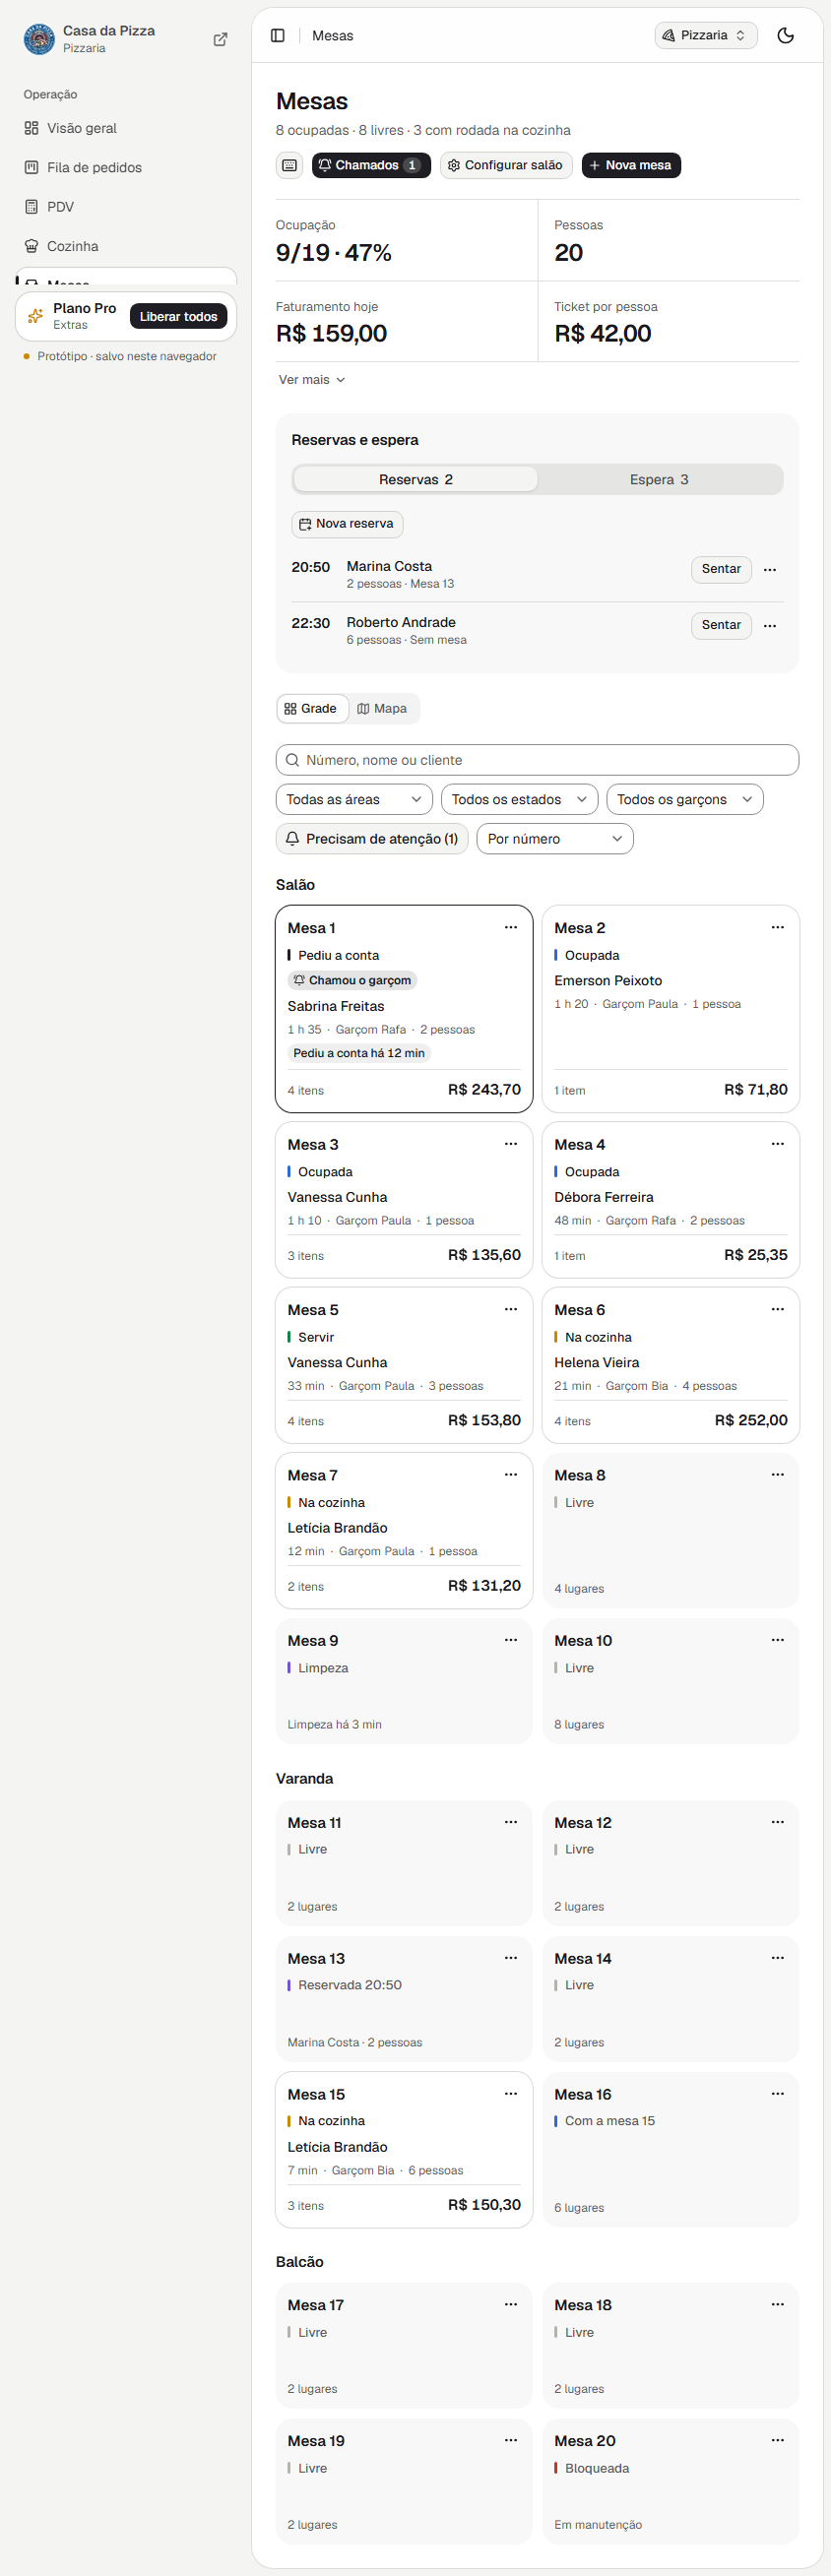 Casa da Pizza
Pizzaria
Operação
Visão geral
Fila de pedidos
PDV
Cozinha
Mesas
Plano Pro
Extras
Liberar todos
Protótipo · salvo neste navegador
Mesas
Pizzaria
Mesas
8 ocupadas · 8 livres · 3 com rodada na cozinha
Chamados 1
Configurar salão
Nova mesa
Ocupação
9/19 · 47%
Pessoas
20
Faturamento hoje
R$ 159,00
Ticket por pessoa
R$ 42,00
Ver mais
Reservas e espera
Reservas 2
Espera 3
Nova reserva
20:50
Marina Costa
2 pessoas · Mesa 13
Sentar
22:30
Roberto Andrade
6 pessoas · Sem mesa
Sentar
Grade
Mapa
Número, nome ou cliente
Todas as áreas
Todos os estados
Todos os garçons
Precisam de atenção (1)
Por número
Salão
Mesa 1
Pediu a conta
Chamou o garçom
Sabrina Freitas
1 h 35 · Garçom Rafa · 2 pessoas
Pediu a conta há 12 min
4 itens
R$ 243,70
Mesa 2
Ocupada
Emerson Peixoto
1 h 20 · Garçom Paula · 1 pessoa
1 item
R$ 71,80
Mesa 3
Ocupada
Vanessa Cunha
1 h 10 · Garçom Paula · 1 pessoa
3 itens
R$ 135,60
Mesa 4
Ocupada
Débora Ferreira
48 min · Garçom Rafa · 2 pessoas
1 item
R$ 25,35
Mesa 5
Servir
Vanessa Cunha
33 min · Garçom Paula · 3 pessoas
4 itens
R$ 153,80
Mesa 6
Na cozinha
Helena Vieira
21 min · Garçom Bia · 4 pessoas
4 itens
R$ 252,00
Mesa 7
Na cozinha
Letícia Brandão
12 min · Garçom Paula · 1 pessoa
2 itens
R$ 131,20
Mesa 8
Livre
4 lugares
Mesa 9
Limpeza
Limpeza há 3 min
Mesa 10
Livre
8 lugares
Varanda
Mesa 11
Livre
2 lugares
Mesa 12
Livre
2 lugares
Mesa 13
Reservada 20:50
Marina Costa · 2 pessoas
Mesa 14
Livre
2 lugares
Mesa 15
Na cozinha
Letícia Brandão
7 min · Garçom Bia · 6 pessoas
3 itens
R$ 150,30
Mesa 16
Com a mesa 15
6 lugares
Balcão
Mesa 17
Livre
2 lugares
Mesa 18
Livre
2 lugares
Mesa 19
Livre
2 lugares
Mesa 20
Bloqueada
Em manutenção